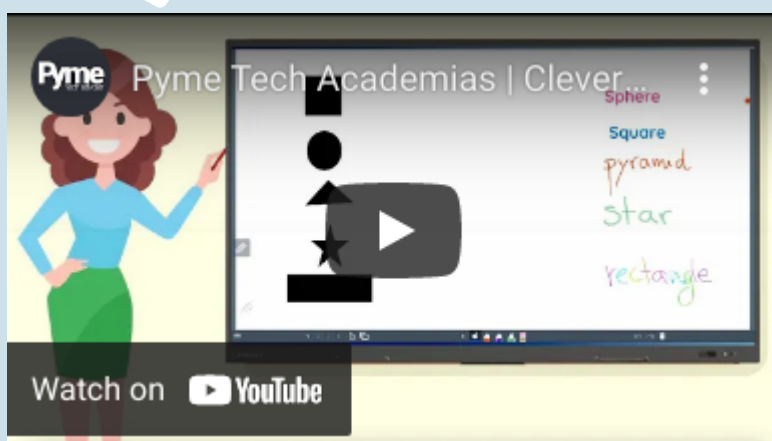 Pyme
Pyme Tech Academias | Clever...
Sphere
Square
pyramid
star
rectangle
Watch on YouTube